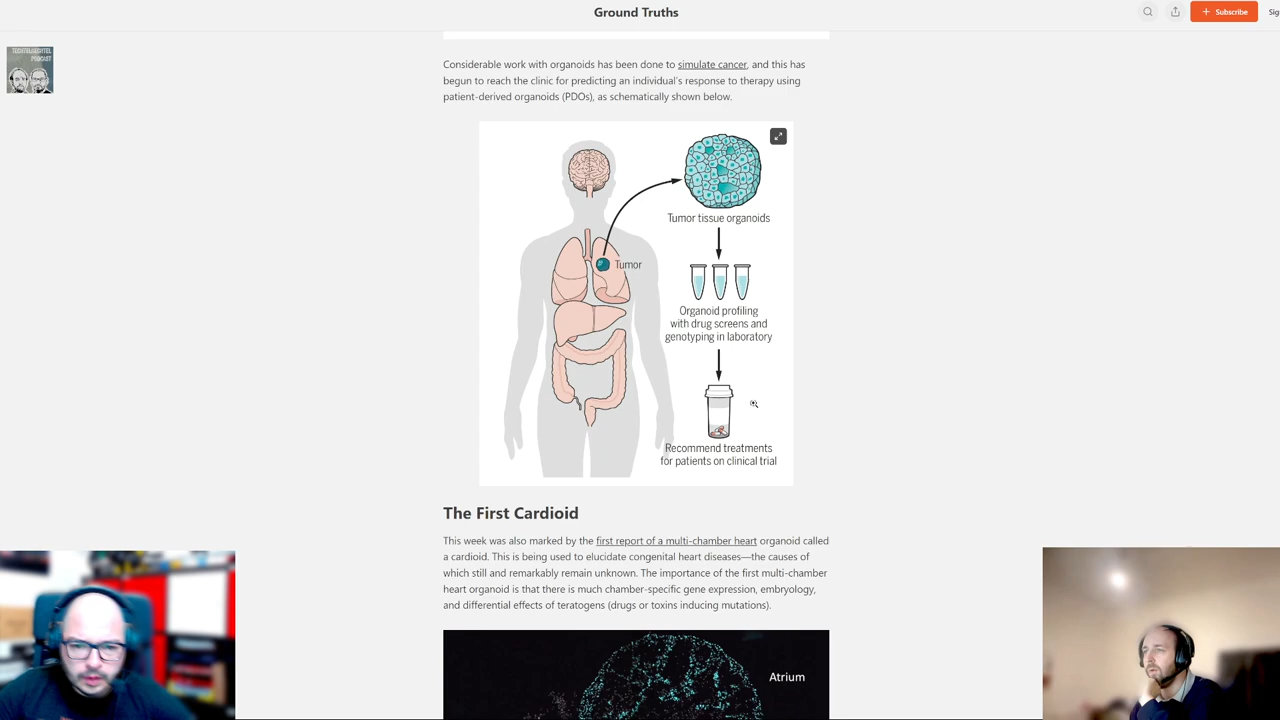 Ground Truths
Subscribe
Sig
PODCAST
Considerable work with organoids has been done to simulate cancer, and this has
begun to reach the clinic for predicting an individual's response to therapy using
patient-derived organoids (PDOs), as schematically shown below.
Tumor
Tumor tissue organoids
Organoid profiling
with drug screens and
genotyping in laboratory
Recommend treatments
for patients on clinical trial
The First Cardioid
This week was also marked by the first report of a multi-chamber heart organoid called
a cardioid. This is being used to elucidate congenital heart diseases—the causes of
which still and remarkably remain unknown. The importance of the first multi-chamber
heart organoid is that there is much chamber-specific gene expression, embryology,
and differential effects of teratogens (drugs or toxins inducing mutations).
Atrium